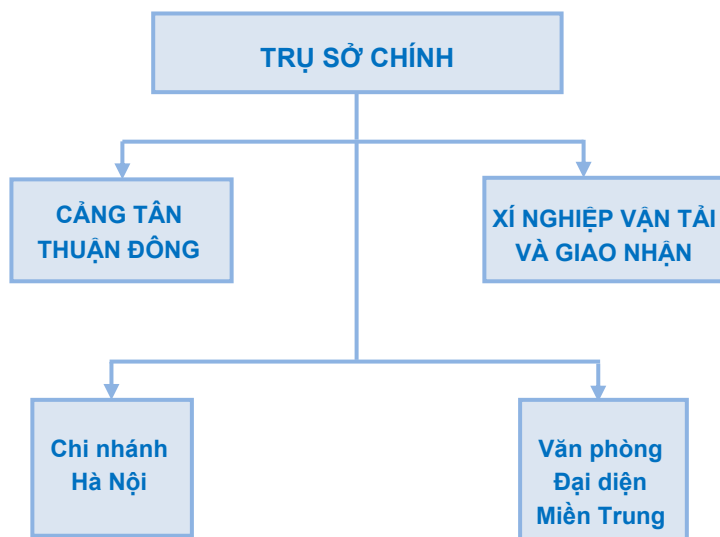 TRỤ SỞ CHÍNH
CẢNG TÂN
THUẬN ĐÔNG
XÍ NGHIỆP VẬN TẢI
VÀ GIAO NHẬN
Chi nhánh
Hà Nội
Văn phòng
Đại diện
Miền Trung